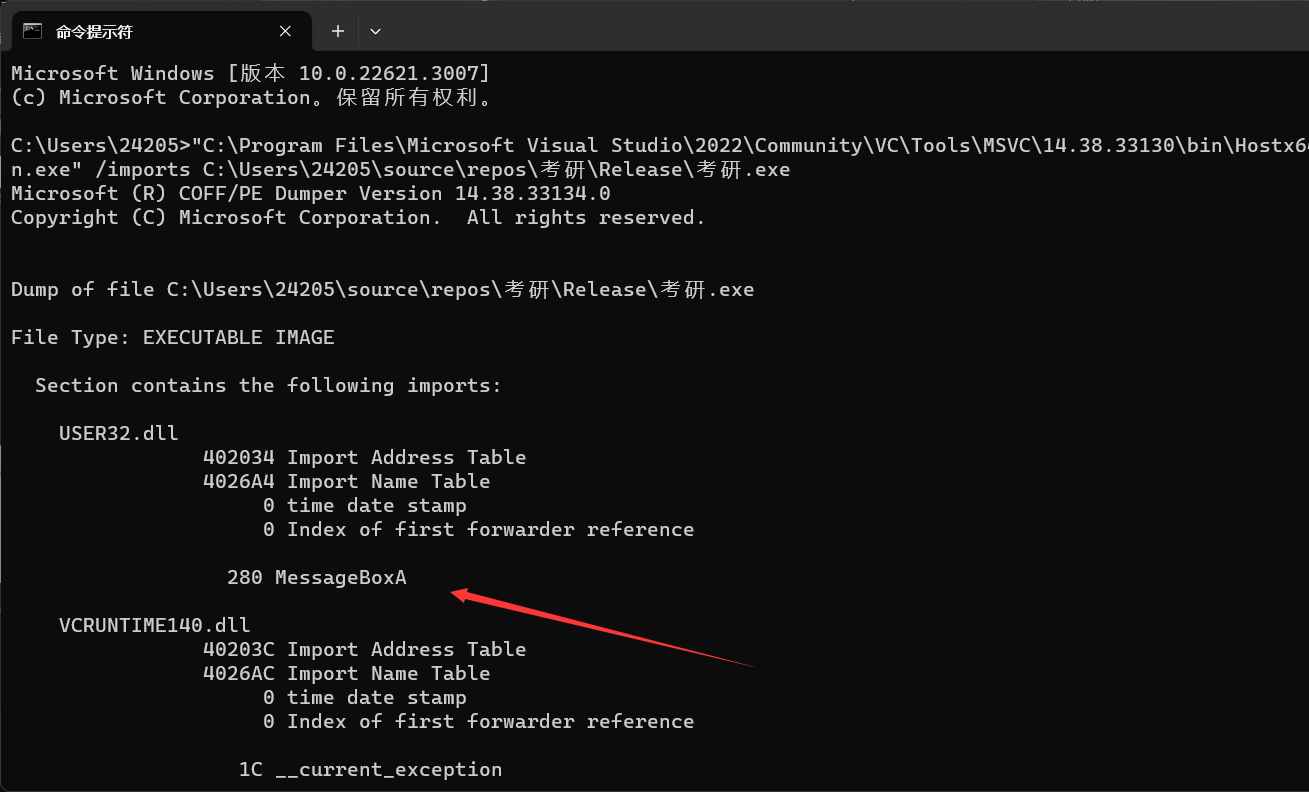 命令提示符
Microsoft Windows [版本 10.0.22621.3007]
(c) Microsoft Corporation。保留所有权利。
C:\Users\24205>"C:\Program Files\Microsoft Visual Studio\2022\Community\VC\Tools\MSVC\14.38.33130\bin\Hostx64
n.exe" /imports C:\Users\24205\source\repos\考研\Release\考研.exe
Microsoft (R) COFF/PE Dumper Version 14.38.33134.0
Copyright (C) Microsoft Corporation.  All rights reserved.
Dump of file C:\Users\24205\source\repos\考研\Release\考研.exe
File Type: EXECUTABLE IMAGE
Section contains the following imports:
USER32.dll
402034 Import Address Table
4026A4 Import Name Table
0 time date stamp
0 Index of first forwarder reference
280 MessageBoxA
VCRUNTIME140.dll
40203C Import Address Table
4026AC Import Name Table
0 time date stamp
0 Index of first forwarder reference
1C __current_exception